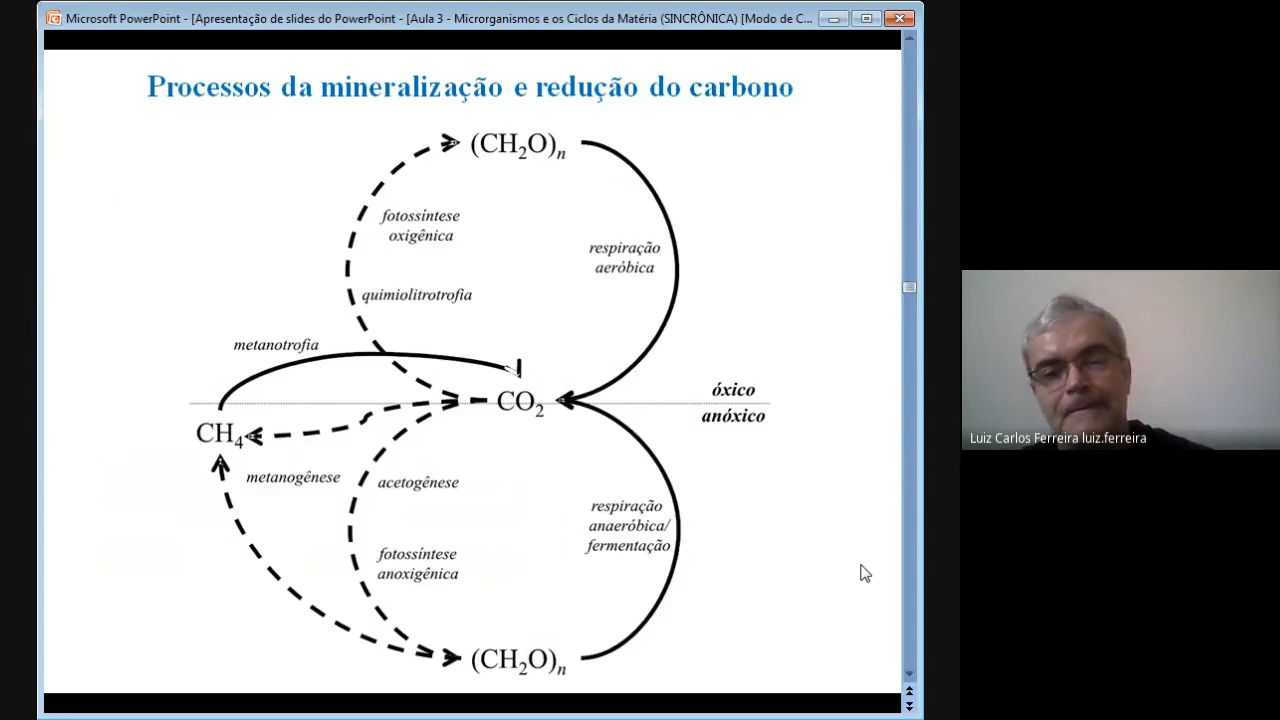 Microsoft PowerPoint - [Apresentação de slides do PowerPoint - [Aula 3 - Microrganismos e os Ciclos da Matéria (SINCRÔNICA) [Modo de C...
Processos da mineralização e redução do carbono
(CH2O)n
fotossíntese
oxigênica
respiração
aeróbica
quimiolitrotrofia
metanotrofia
óxico
CO2
anóxico
CH4
metanogênese
acetogênese
respiração
anaeróbica/
fermentação
fotossíntese
anoxigênica
(CH2O)n
Luiz Carlos Ferreira luiz.ferreira